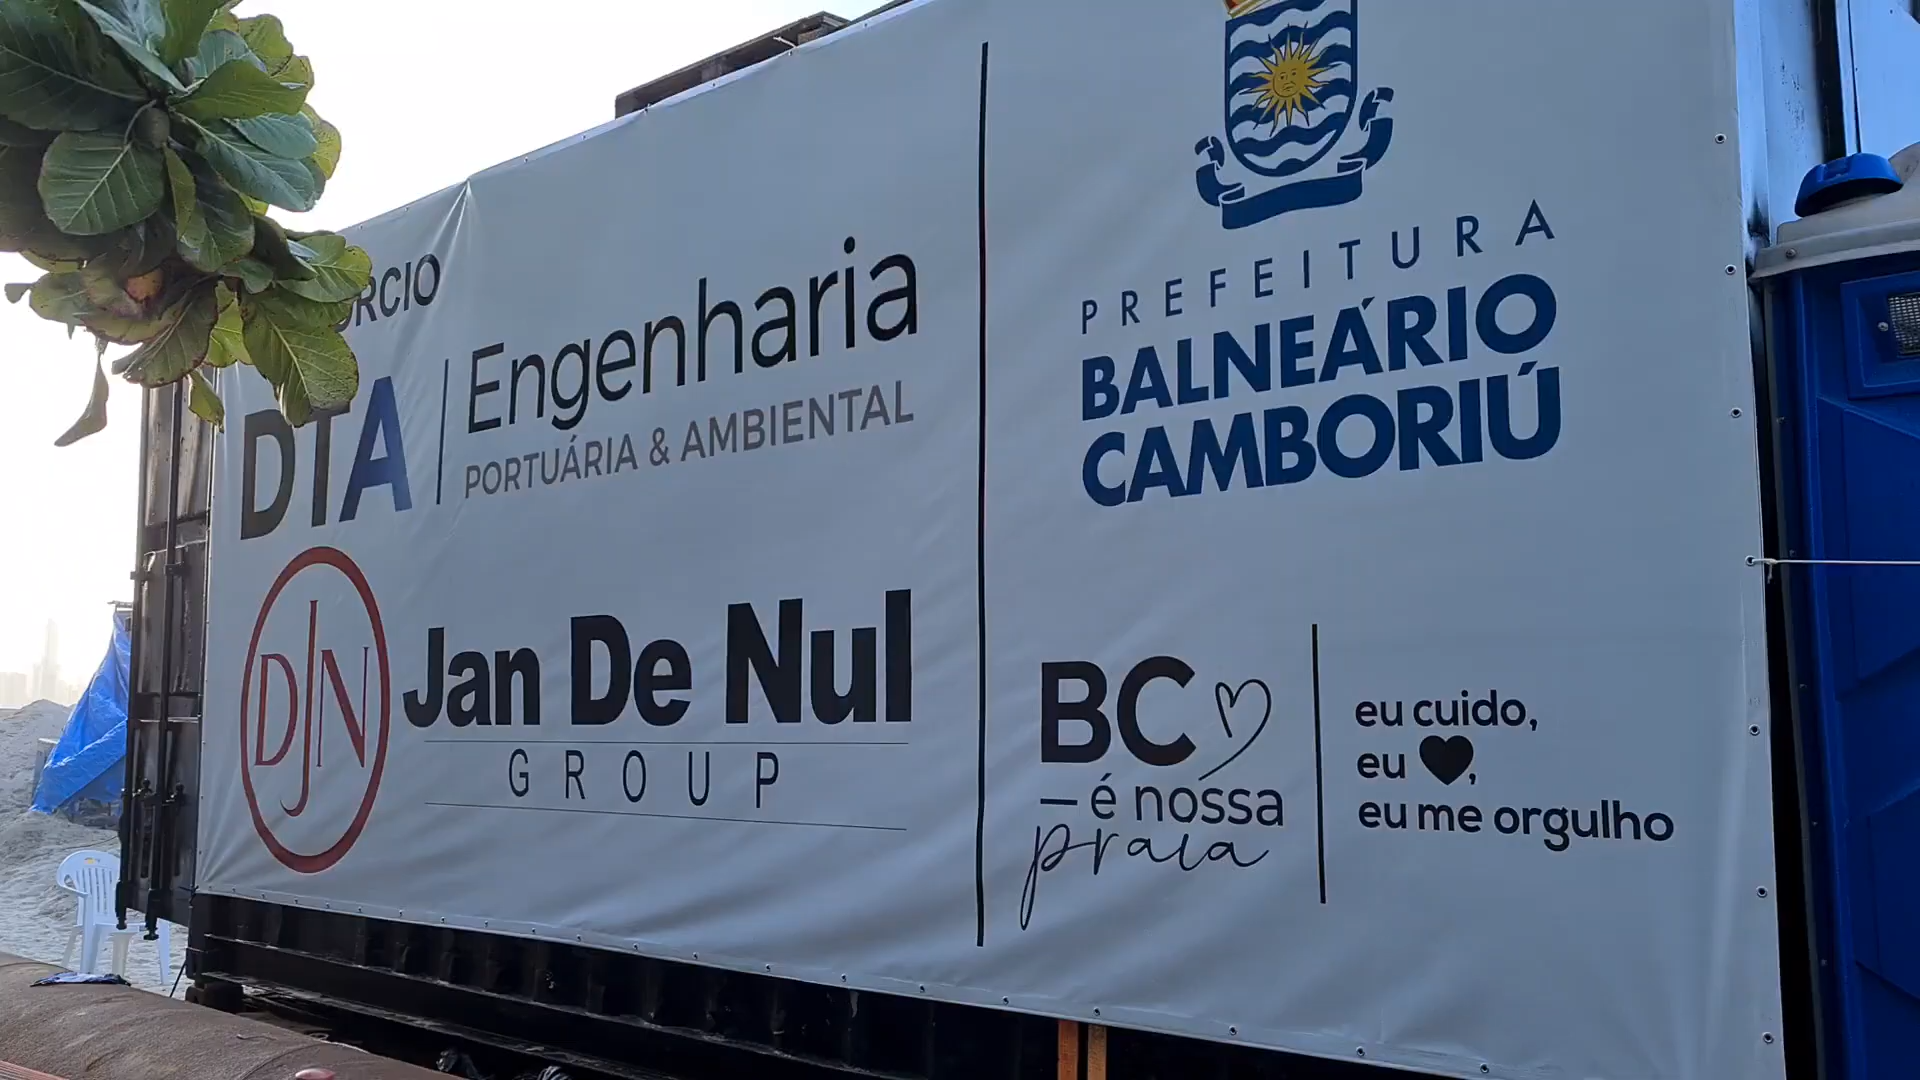 DTA
Engenharia
PORTUÁRIA & AMBIENTAL
DJN
Jan De Nul
GROUP
PREFEITURA
BALNEÁRIO
CAMBORIÚ
BC
é nossa
praia
eu cuido,
eu ♥,
eu me orgulho